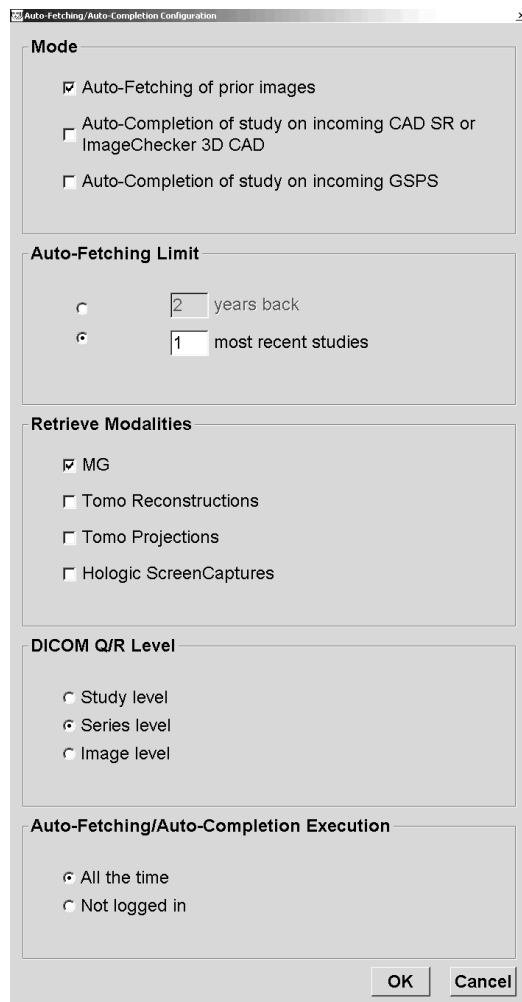 Auto-Fetching/Auto-Completion Configuration
Mode
Auto-Fetching of prior images
Auto-Completion of study on incoming CAD SR or
ImageChecker 3D CAD
Auto-Completion of study on incoming GSPS
Auto-Fetching Limit
2 years back
1 most recent studies
Retrieve Modalities
MG
Tomo Reconstructions
Tomo Projections
Hologic ScreenCaptures
DICOM Q/R Level
Study level
Series level
Image level
Auto-Fetching/Auto-Completion Execution
All the time
Not logged in
OK Cancel